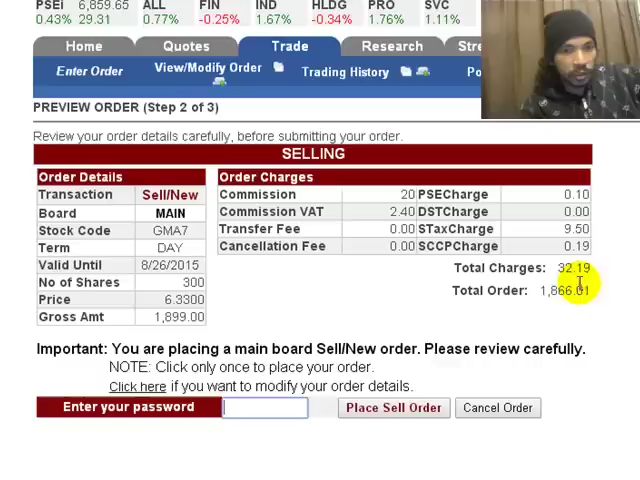 PSEi 6,859.65 ALL FIN IND HLDG PRO SVC
0.43% 29.31 0.77% -0.25% 1.67% -0.34% 1.76% 1.11%
Home Quotes Trade Research
Enter Order View/Modify Order Trading History
PREVIEW ORDER (Step 2 of 3)
Review your order details carefully, before submitting your order.
SELLING
Order Details Order Charges
Transaction Sell/New Commission 20 PSECharge 0.10
Board MAIN Commission VAT 2.40 DSTCharge 0.00
Stock Code GMA7 Transfer Fee 0.00 STaxCharge 9.50
Term DAY Cancellation Fee 0.00 SCCPCharge 0.19
Valid Until 8/26/2015 Total Charges: 32.19
No of Shares 300 Total Order: 1,866.81
Price 6.3300
Gross Amt 1,899.00
Important: You are placing a main board Sell/New order. Please review carefully.
NOTE: Click only once to place your order.
Click here if you want to modify your order details.
Enter your password Place Sell Order Cancel Order